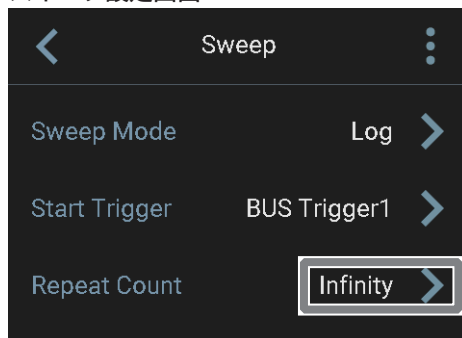 Sweep
Sweep Mode Log
Start Trigger BUS Trigger1
Repeat Count Infinity